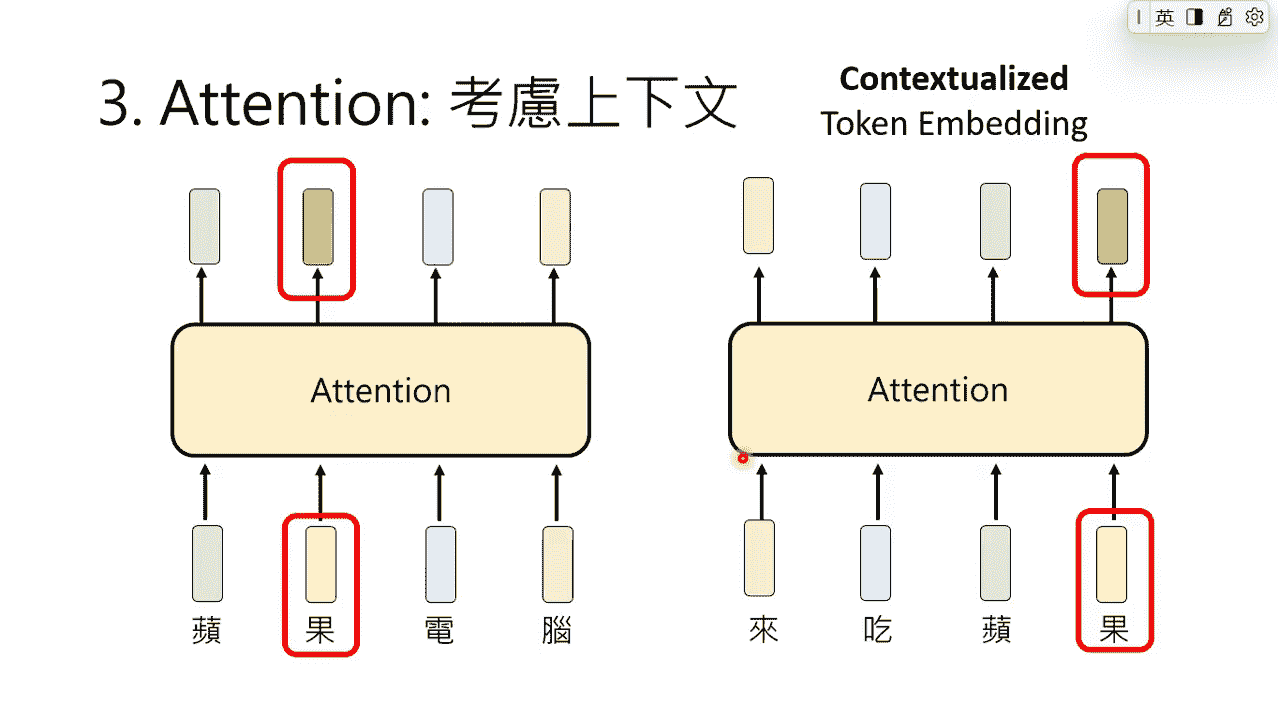 英
3. Attention: 考慮上下文
Contextualized
Token Embedding
Attention
Attention
蘋 果 電 腦
來 吃 蘋 果